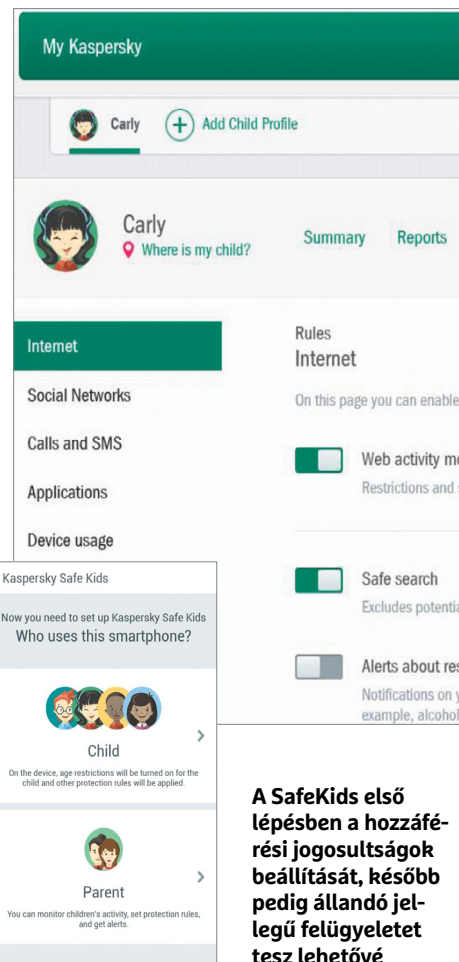 My Kaspersky
Carly
Add Child Profile
Carly
Where is my child?
Summary
Reports
Internet
Social Networks
Calls and SMS
Applications
Device usage
Rules
Internet
On this page you can enable
Web activity
Restrictions and
Safe search
Excludes
Alerts about
Notifications on
example, alcohol
Kaspersky Safe Kids
Now you need to set up Kaspersky Safe Kids
Who uses this smartphone?
Child
On the device, age restrictions will be turned on for the
child and other protection rules will be applied.
Parent
You can monitor children's activity, set protection rules,
and get alerts.
A SafeKids első
lépésben a hozzáfé-
rési jogosultságok
beállítását, később
pedig állandó jel-
legű felügyeletet
tesz lehetővé